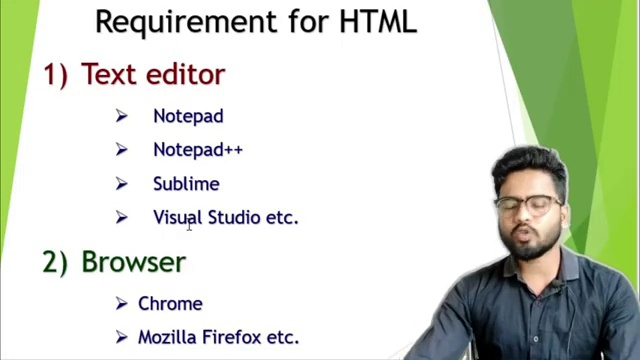 Requirement for HTML
1) Text editor
➢ Notepad
➢ Notepad++
➢ Sublime
➢ Visual Studio etc.
2) Browser
➢ Chrome
➢ Mozilla Firefox etc.